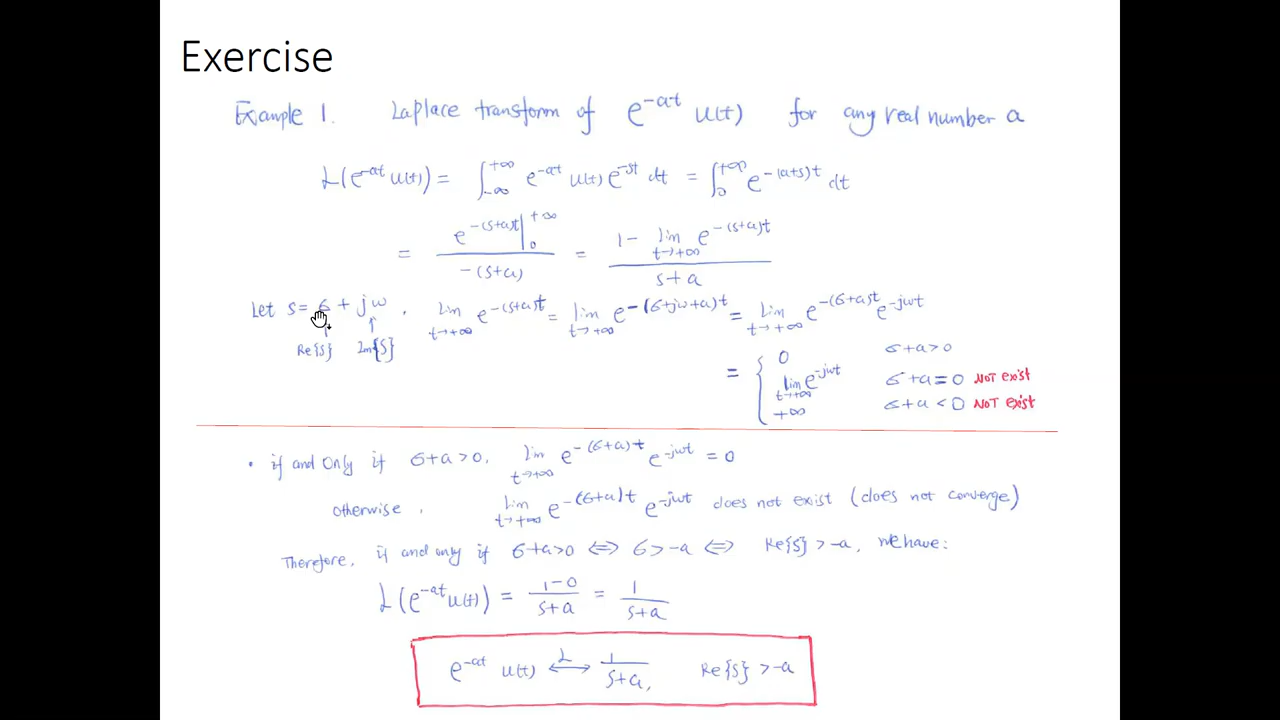 Exercise
Example 1. Laplace transform of e^{-at} u(t) for any real number a
L(e^{-at} u(t)) = ∫_{-∞}^{+∞} e^{-at} u(t) e^{-st} dt = ∫_0^{+∞} e^{-(a+s)t} dt
= e^{-(s+a)t} |_0^{+∞} / -(s+a) = (1 - lim_{t→+∞} e^{-(s+a)t}) / (s+a)
Let s = σ + jω, lim_{t→+∞} e^{-(s+a)t} = lim_{t→+∞} e^{-(σ+jω+a)t} = lim_{t→+∞} e^{-(σ+a)t} e^{-jωt}
Re{S} Im{S}
= { 0 σ+a>0
lim_{t→+∞} e^{-jωt} σ+a=0 NOT exist
+∞ σ+a<0 NOT exist
• if and only if σ+a>0, lim_{t→+∞} e^{-(σ+a)t} e^{-jωt} = 0
otherwise, lim_{t→+∞} e^{-(σ+a)t} e^{-jωt} does not exist (does not converge)
Therefore, if and only if σ+a>0 ⟺ σ>-a ⟺ Re{S} > -a, we have:
L(e^{-at} u(t)) = (1-0)/(s+a) = 1/(s+a)
e^{-at} u(t) ⟷^{L} 1/(s+a), Re{S} > -a